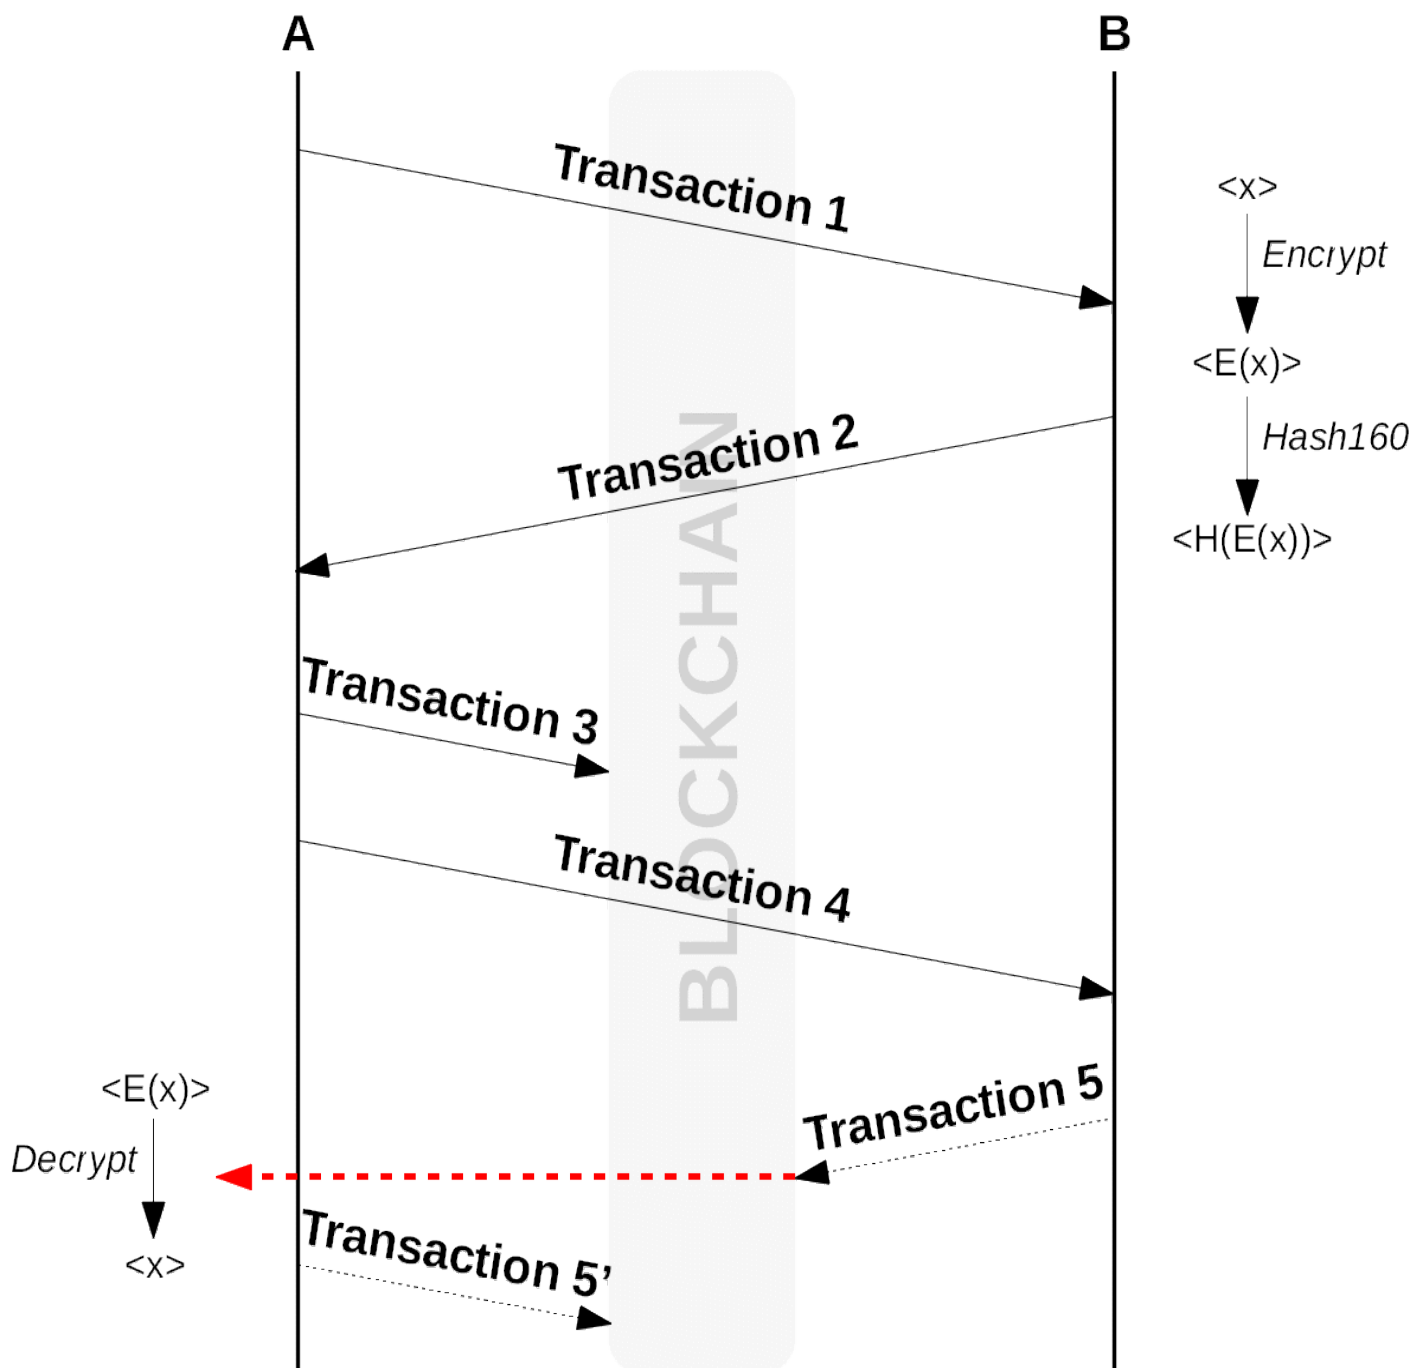 A
B
Transaction 1
<x>
Encrypt
<E(x)>
Transaction 2
Hash160
<H(E(x))>
BLOCKCHAIN
Transaction 3
Transaction 4
Transaction 5
<E(x)>
Decrypt
<x>
Transaction 5’